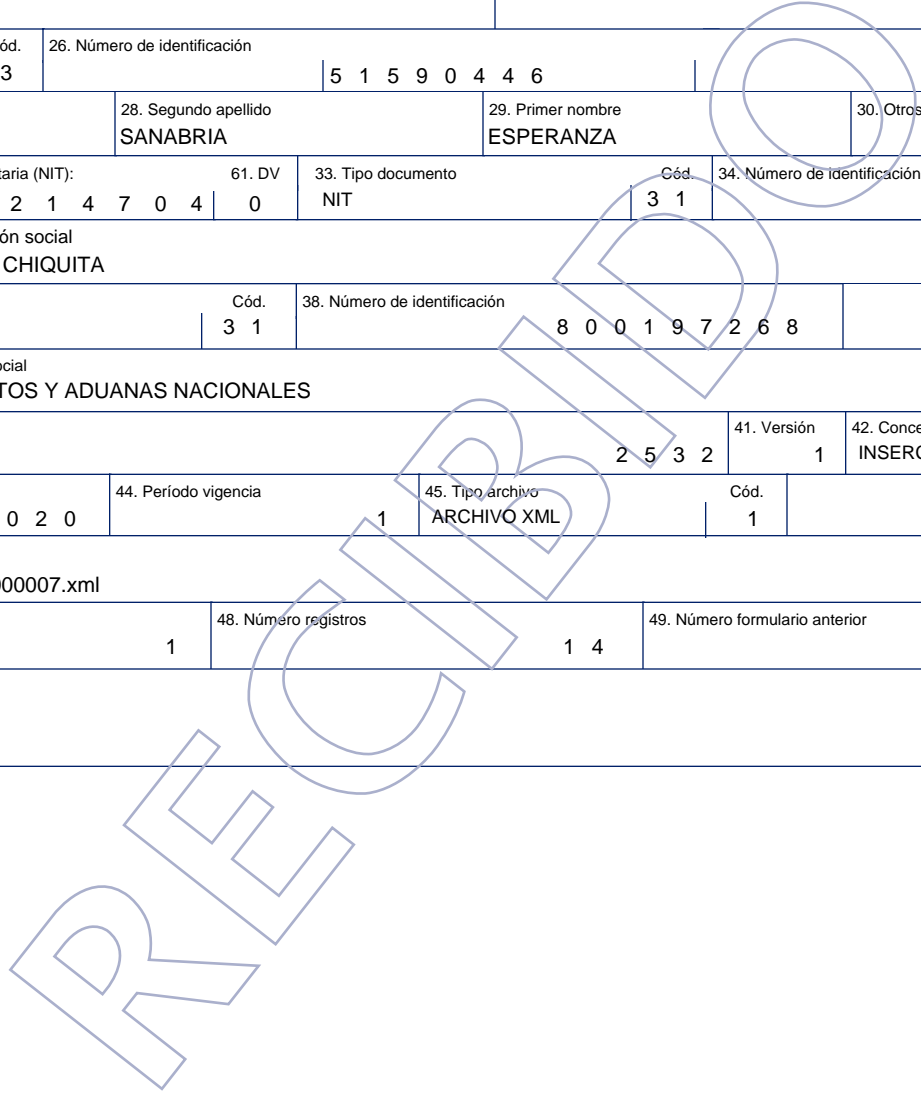 ód. 26. Número de identificación
3 5 1 5 9 0 4 4 6
28. Segundo apellido 29. Primer nombre 30. Otros
SANABRIA ESPERANZA
taria (NIT): 61. DV 33. Tipo documento Cód. 34. Número de identificación
2 1 4 7 0 4 0 NIT 3 1
ón social
CHIQUITA
Cód. 38. Número de identificación
3 1 8 0 0 1 9 7 2 6 8
ocial
TOS Y ADUANAS NACIONALES
41. Versión 42. Conce
2 5 3 2 1 INSERC
44. Período vigencia 45. Tipo archivo Cód.
0 2 0 1 ARCHIVO XML 1
000007.xml
48. Número registros 49. Número formulario anterior
1 1 4
RECIBIDO